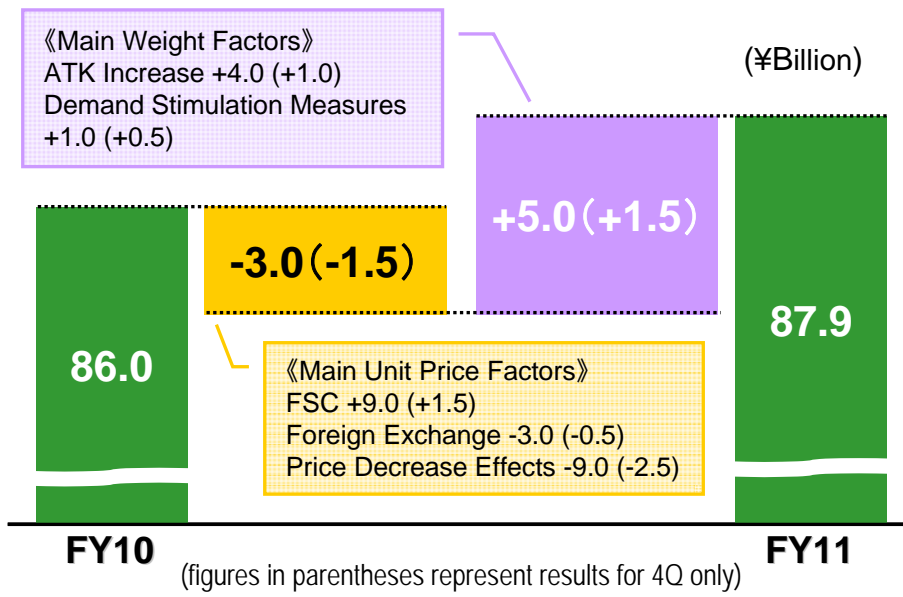 《Main Weight Factors》
ATK Increase +4.0 (+1.0)
Demand Stimulation Measures
+1.0 (+0.5)
(¥Billion)
86.0
-3.0(-1.5)
+5.0(+1.5)
87.9
《Main Unit Price Factors》
FSC +9.0 (+1.5)
Foreign Exchange -3.0 (-0.5)
Price Decrease Effects -9.0 (-2.5)
FY10
FY11
(figures in parentheses represent results for 4Q only)